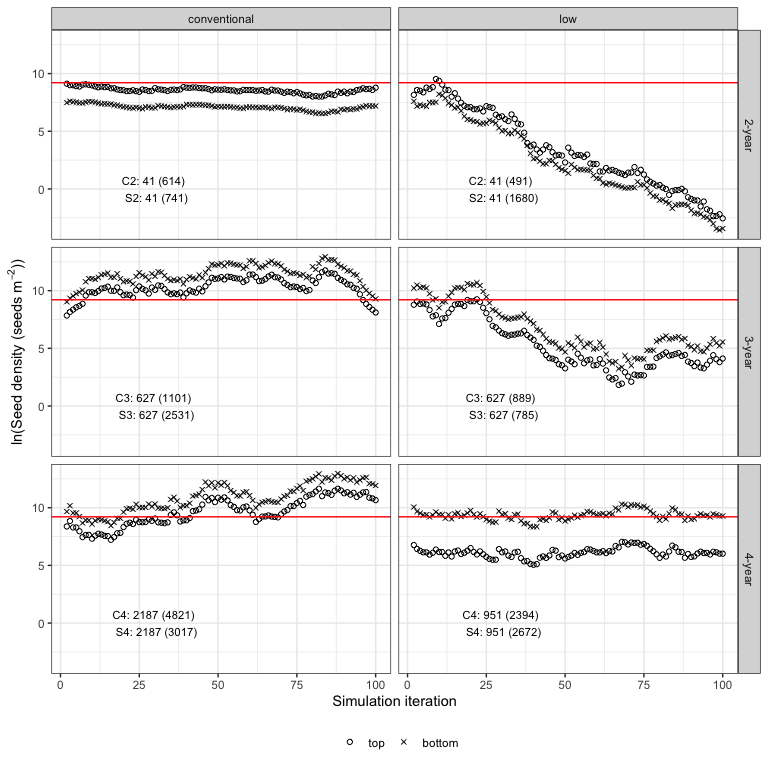 conventional
low
10
5
0
C2: 41 (614)
S2: 41 (741)
C2: 41 (491)
S2: 41 (1680)
2-year
10
5
0
C3: 627 (1101)
S3: 627 (2531)
C3: 627 (889)
S3: 627 (785)
3-year
10
5
0
C4: 2187 (4821)
S4: 2187 (3017)
C4: 951 (2394)
S4: 951 (2672)
4-year
ln(Seed density (seeds m⁻²))
0 25 50 75 100 0 25 50 75 100
Simulation iteration
top bottom